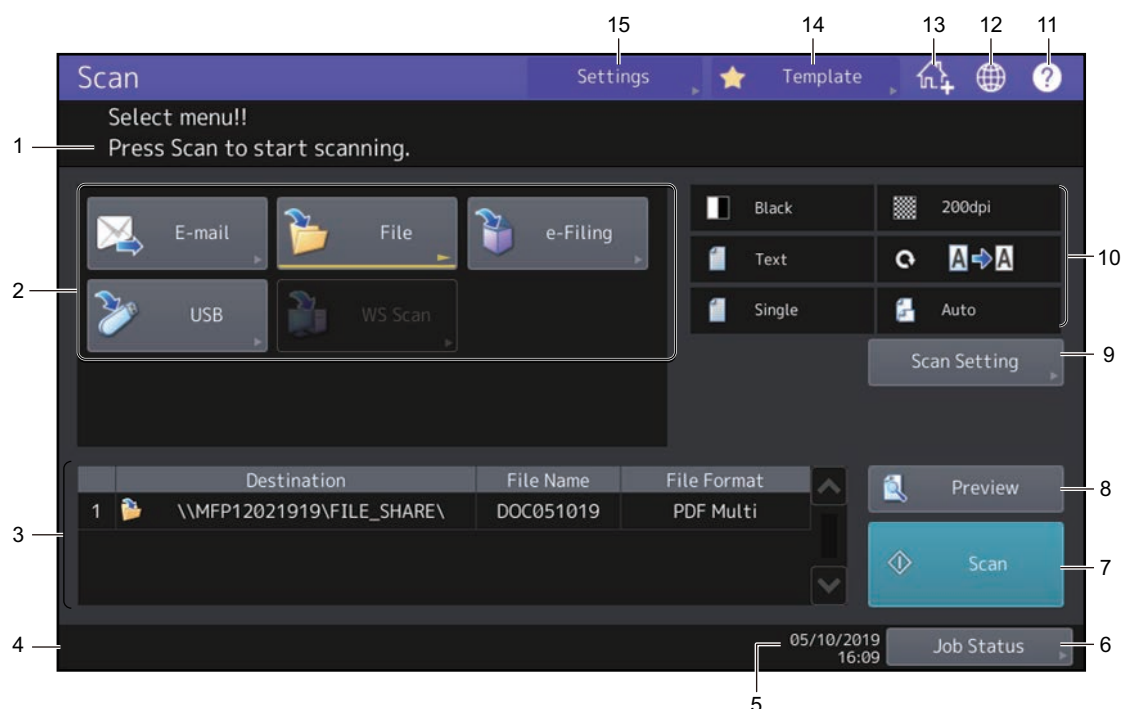 15 14 13 12 11
Scan Settings Template ?
Select menu!!
1 Press Scan to start scanning.
E-mail File e-Filing Black 200dpi
Text A A 10
2 USB WS Scan Single Auto
Scan Setting 9
Destination File Name File Format Preview 8
1 \\MFP12021919\FILE_SHARE\ DOC051019 PDF Multi
3 Scan 7
05/10/2019
4 16:09 Job Status 6
5